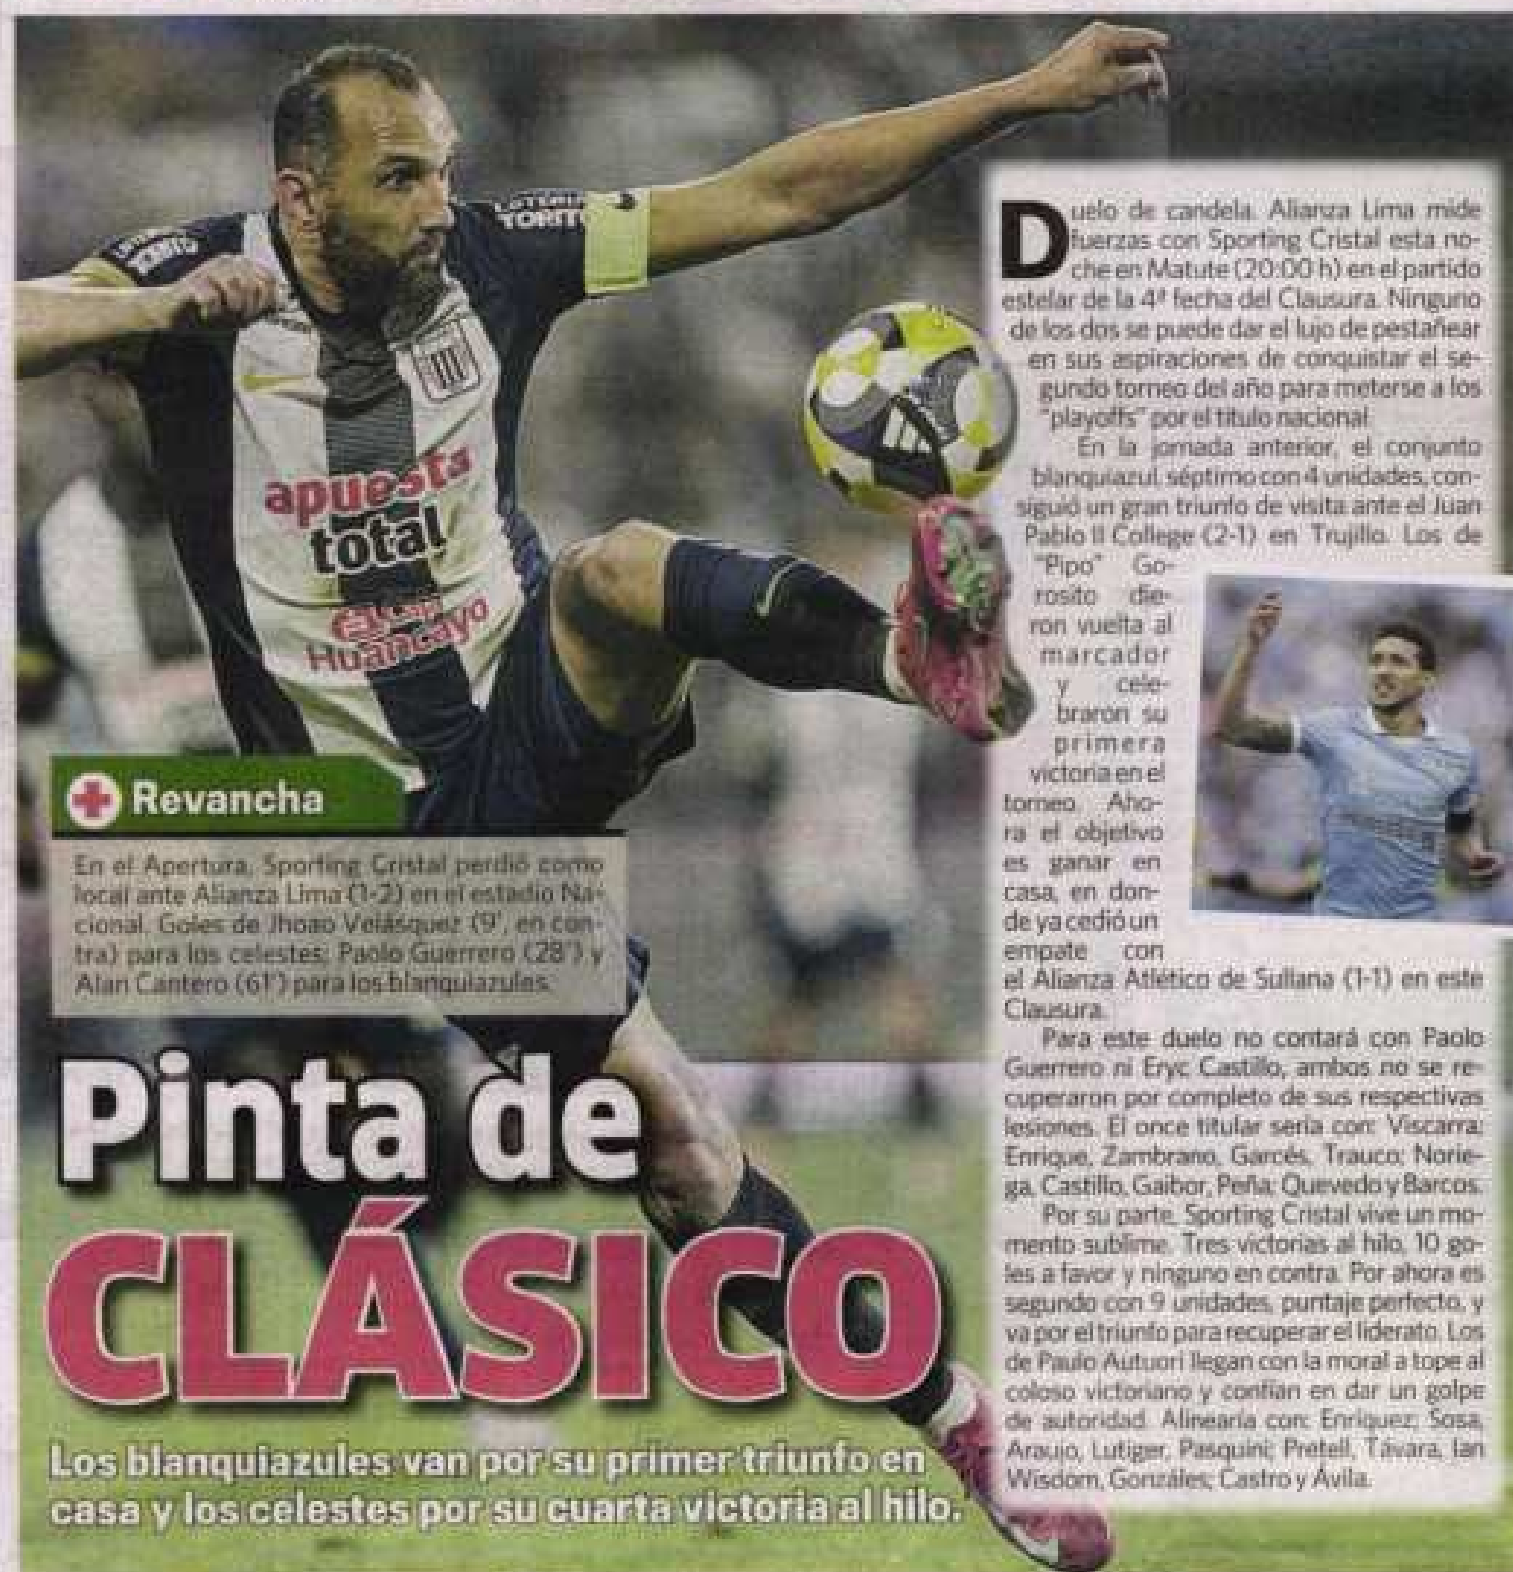 LOTERÍA
TORITO
apuesta
total
Caja
Huancayo
Revancha
En el Apertura, Sporting Cristal perdió como
local ante Alianza Lima (1-2) en el estadio Na-
cional. Goles de Jhoao Velásquez (9', en con-
tra) para los celestes; Paolo Guerrero (28') y
Alan Cantero (61') para los blanquiazules.
Pinta de
CLÁSICO
Los blanquiazules van por su primer triunfo en
casa y los celestes por su cuarta victoria al hilo.
Duelo de candela. Alianza Lima mide
fuerzas con Sporting Cristal esta no-
che en Matute (20:00 h) en el partido
estelar de la 4ª fecha del Clausura. Ninguno
de los dos se puede dar el lujo de pestañear
en sus aspiraciones de conquistar el se-
gundo torneo del año para meterse a los
"playoffs" por el título nacional.
En la jornada anterior, el conjunto
blanquiazul, séptimo con 4 unidades, con-
siguió un gran triunfo de visita ante el Juan
Pablo II College (2-1) en Trujillo. Los de
"Pipo" Go-
rosito die-
ron vuelta al
marcador
y cele-
braron su
primera
victoria en el
torneo. Aho-
ra el objetivo
es ganar en
casa, en don-
de ya cedió un
empate con
el Alianza Atlético de Sullana (1-1) en este
Clausura.
Para este duelo no contará con Paolo
Guerrero ni Eryc Castillo, ambos no se re-
cuperaron por completo de sus respectivas
lesiones. El once titular sería con: Viscarra;
Enrique, Zambrano, Garcés, Trauco; Norie-
ga, Castillo, Gaibor, Peña; Quevedo y Barcos.
Por su parte, Sporting Cristal vive un mo-
mento sublime. Tres victorias al hilo, 10 go-
les a favor y ninguno en contra. Por ahora es
segundo con 9 unidades, puntaje perfecto, y
va por el triunfo para recuperar el liderato. Los
de Paulo Autuori llegan con la moral a tope al
coloso victoriano y confían en dar un golpe
de autoridad. Alinearía con: Enríquez; Sosa,
Araujo, Lutiger, Pasquini; Pretell, Távara, Ian
Wisdom, Gonzáles; Castro y Ávila.